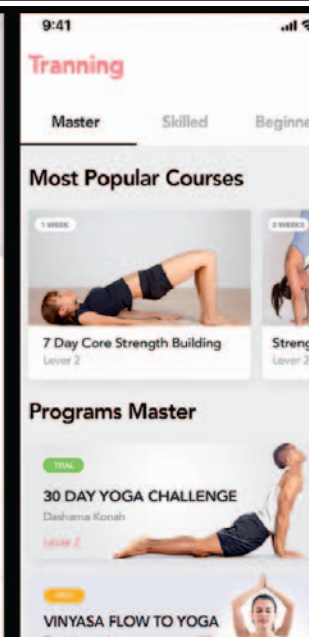 9:41
Tranning
Master Skilled Beginne
Most Popular Courses
1 WEEK
2 WEEKS
7 Day Core Strength Building
Lever 2
Streng
Lever 2
Programs Master
TRIAL
30 DAY YOGA CHALLENGE
Dashama Konah
Lever 2
VINYASA FLOW TO YOGA